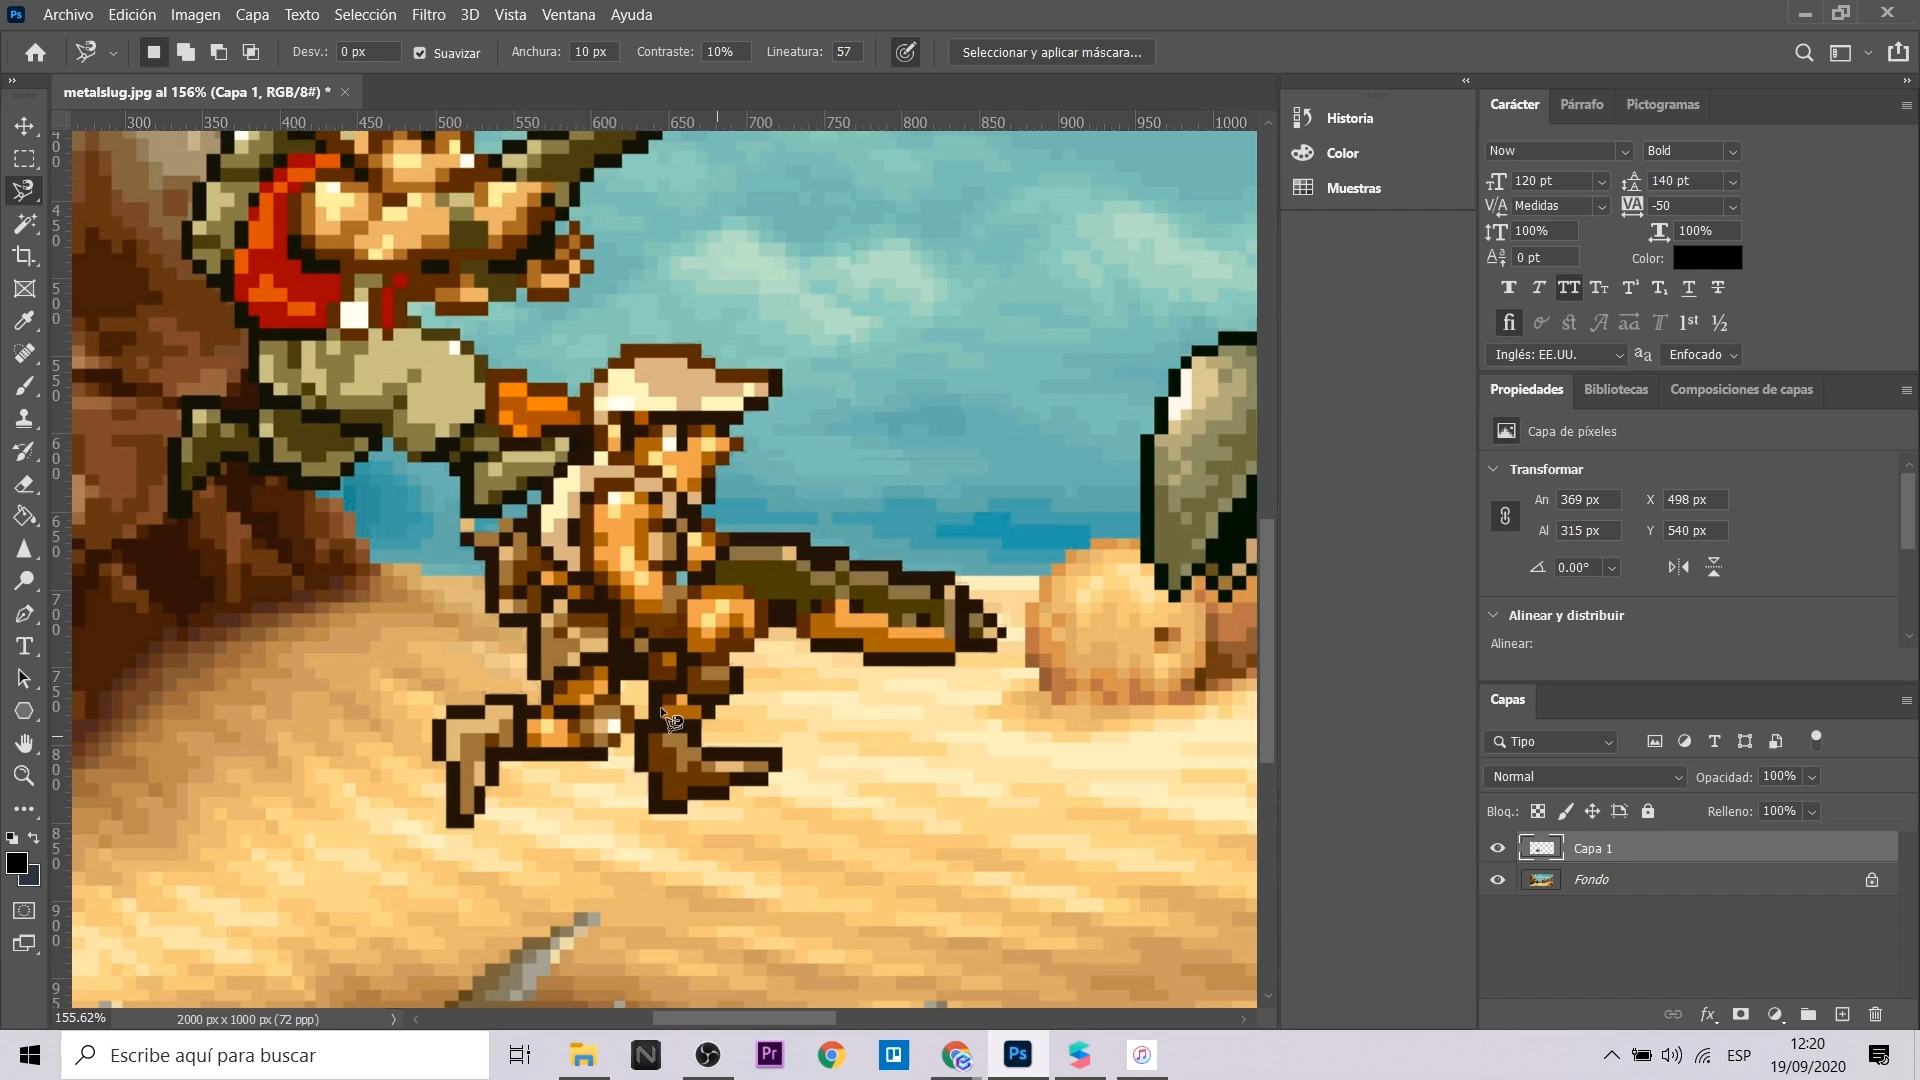 Ps Archivo Edición Imagen Capa Texto Selección Filtro 3D Vista Ventana Ayuda
Desv.: 0 px Suavizar Anchura: 10 px Contraste: 10% Lineatura: 57 Seleccionar y aplicar máscara...
metalslug.jpg al 156% (Capa 1, RGB/8#) *
300 350 400 450 500 550 600 650 700 750 800 850 900 950 1000
Historia
Color
Muestras
Carácter Párrafo Pictogramas
Now Bold
120 pt 140 pt
Medidas -50
100% 100%
0 pt Color:
Inglés: EE.UU. Enfocado
Propiedades Bibliotecas Composiciones de capas
Capa de píxeles
Transformar
An 369 px X 498 px
Al 315 px Y 540 px
0.00°
Alinear y distribuir
Alinear:
Capas
Tipo
Normal Opacidad: 100%
Bloq.: Relleno: 100%
Capa 1
Fondo
155.62% 2000 px x 1000 px (72 ppp)
Escribe aquí para buscar
Pr
Ps
ESP
12:20
19/09/2020